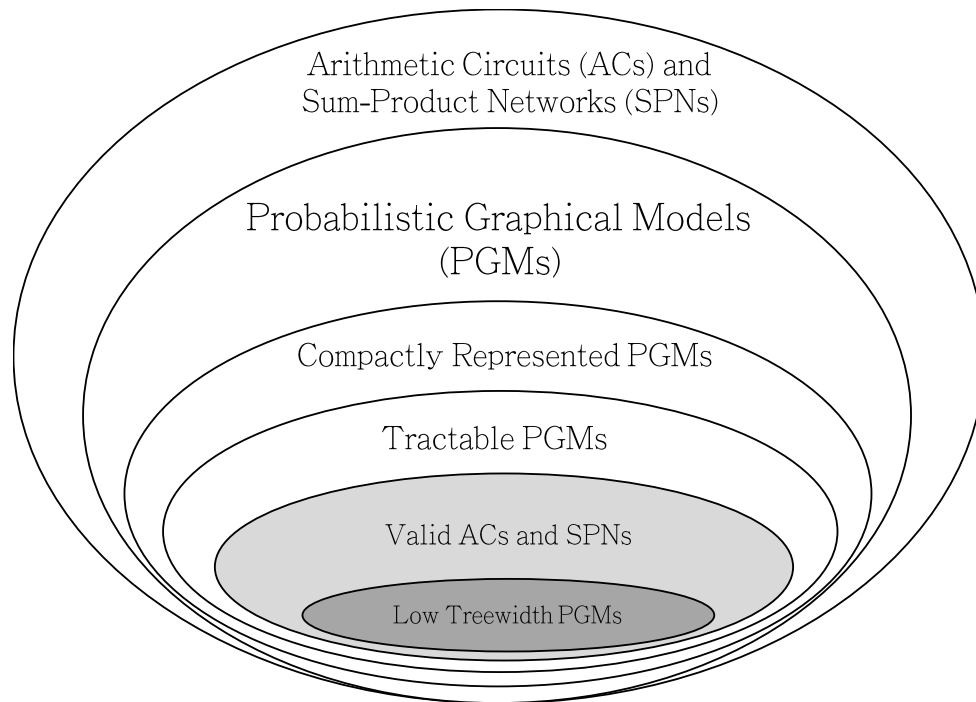 Arithmetic Circuits (ACs) and
Sum-Product Networks (SPNs)
Probabilistic Graphical Models
(PGMs)
Compactly Represented PGMs
Tractable PGMs
Valid ACs and SPNs
Low Treewidth PGMs